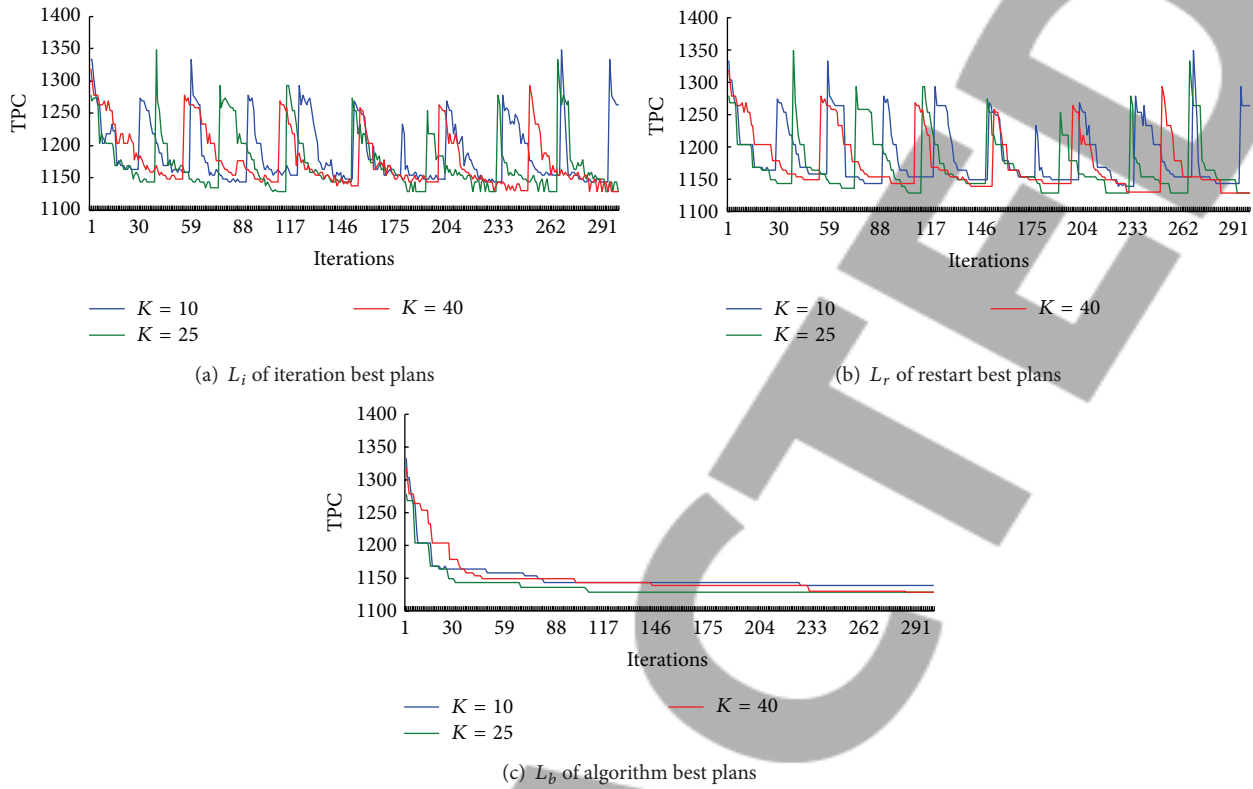 1400
1350
1300
1250
1200
1150
1100
TPC
1 30 59 88 117 146 175 204 233 262 291
Iterations
K = 10
K = 25
K = 40
(a) L_i of iteration best plans
1400
1350
1300
1250
1200
1150
1100
TPC
1 30 59 88 117 146 175 204 233 262 291
Iterations
K = 10
K = 25
K = 40
(b) L_r of restart best plans
1400
1350
1300
1250
1200
1150
1100
TPC
1 30 59 88 117 146 175 204 233 262 291
Iterations
K = 10
K = 25
K = 40
(c) L_b of algorithm best plans
CTED